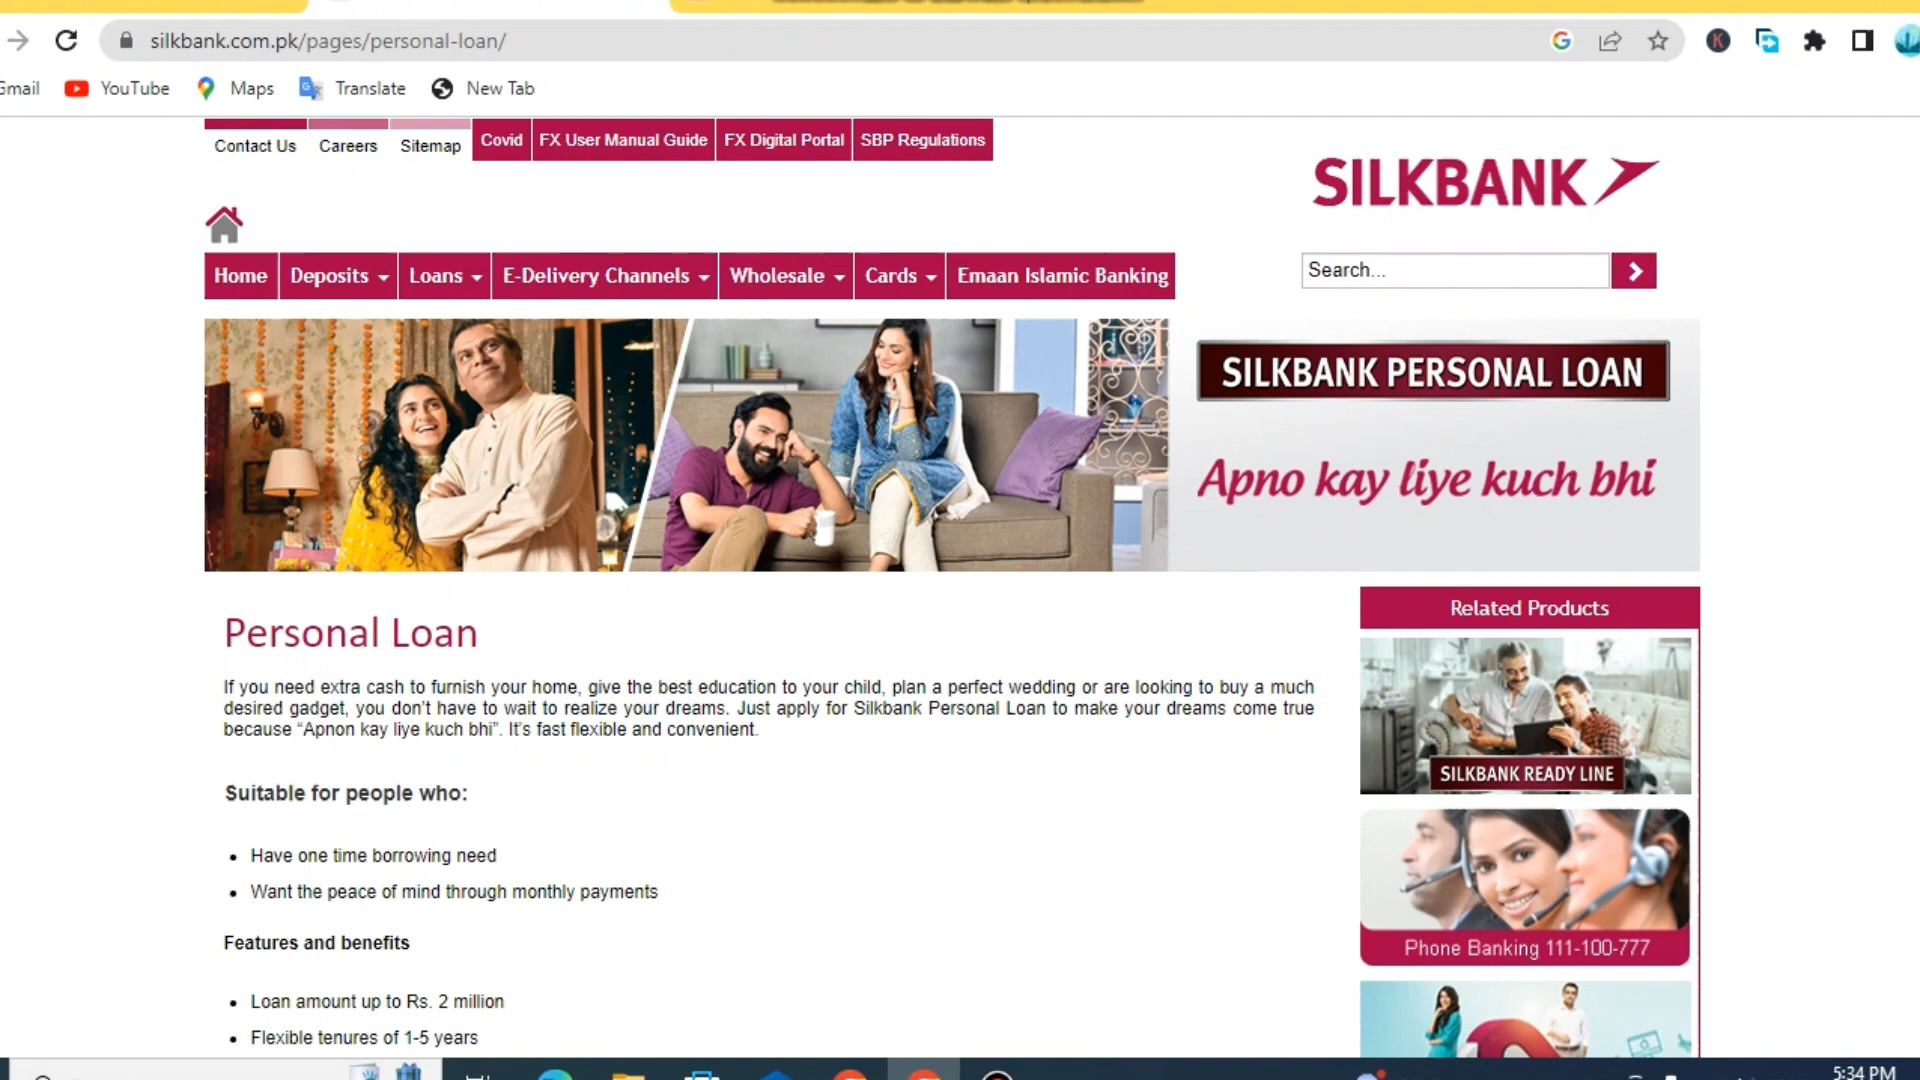 silkbank.com.pk/pages/personal-loan/
Gmail YouTube Maps Translate New Tab
Contact Us Careers Sitemap Covid FX User Manual Guide FX Digital Portal SBP Regulations
SILKBANK
Home Deposits Loans E-Delivery Channels Wholesale Cards Emaan Islamic Banking
Search...
SILKBANK PERSONAL LOAN
Apno kay liye kuch bhi
Personal Loan
If you need extra cash to furnish your home, give the best education to your child, plan a perfect wedding or are looking to buy a much
desired gadget, you don't have to wait to realize your dreams. Just apply for Silkbank Personal Loan to make your dreams come true
because “Apnon kay liye kuch bhi”. It’s fast flexible and convenient.
Suitable for people who:
• Have one time borrowing need
• Want the peace of mind through monthly payments
Features and benefits
• Loan amount up to Rs. 2 million
• Flexible tenures of 1-5 years
Related Products
SILKBANK READY LINE
Phone Banking 111-100-777
5:34 PM